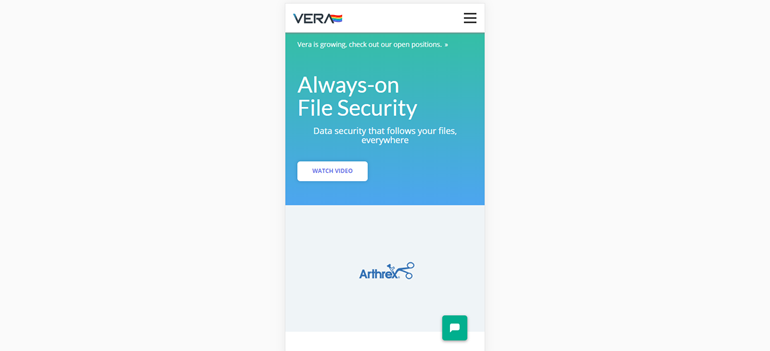 VERA
Vera is growing, check out our open positions. »
Always-on
File Security
Data security that follows your files,
everywhere
WATCH VIDEO
Arthrex